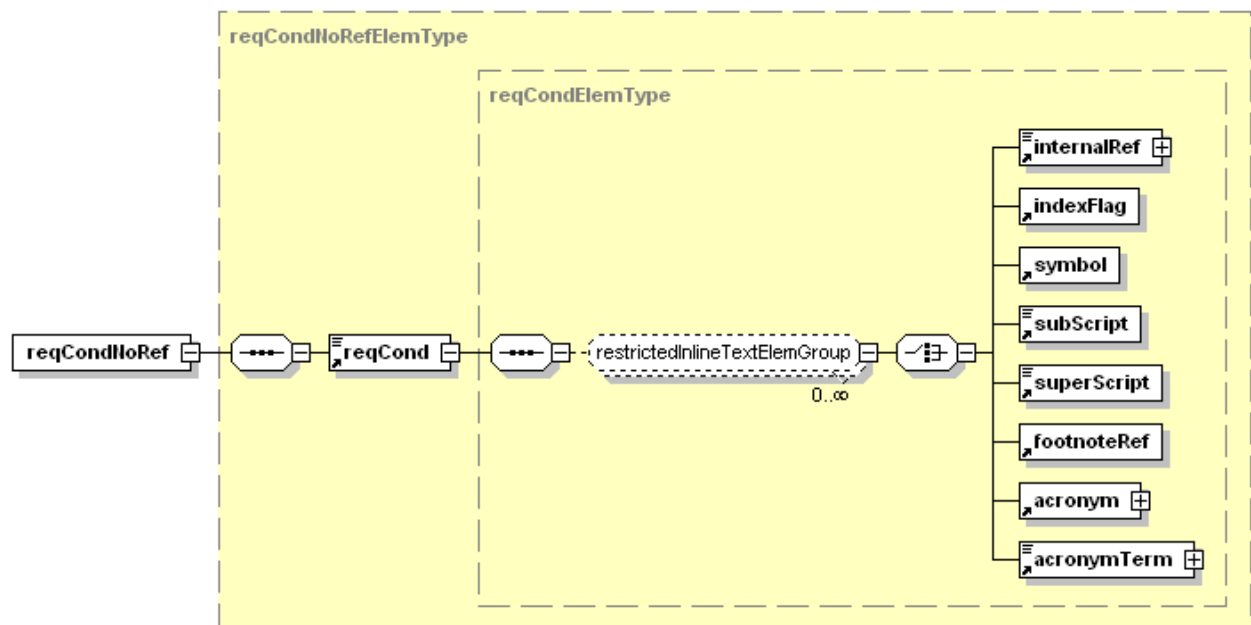 reqCondNoRefElemType
reqCondElemType
internalRef
indexFlag
symbol
subScript
reqCondNoRef
reqCond
restrictedInlineTextElemGroup
0..∞
superScript
footnoteRef
acronym
acronymTerm